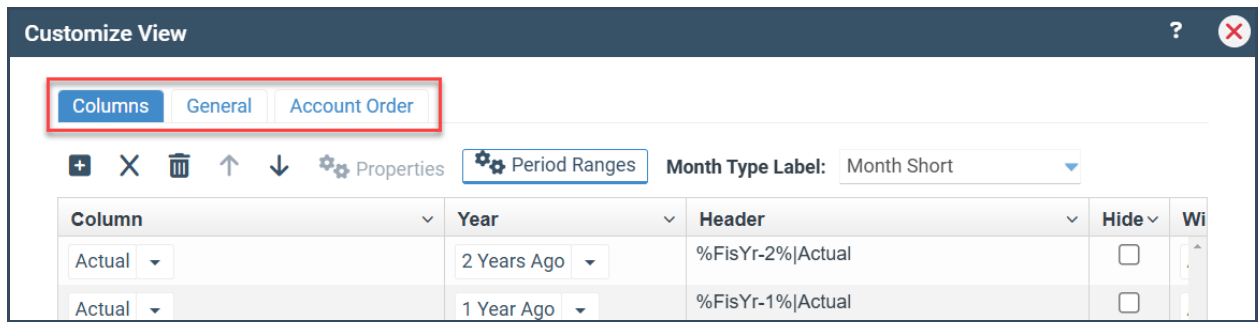 Customize View ?
Columns General Account Order
Properties Period Ranges Month Type Label: Month Short
Column Year Header Hide Wi
Actual 2 Years Ago %FisYr-2%|Actual
Actual 1 Year Ago %FisYr-1%|Actual